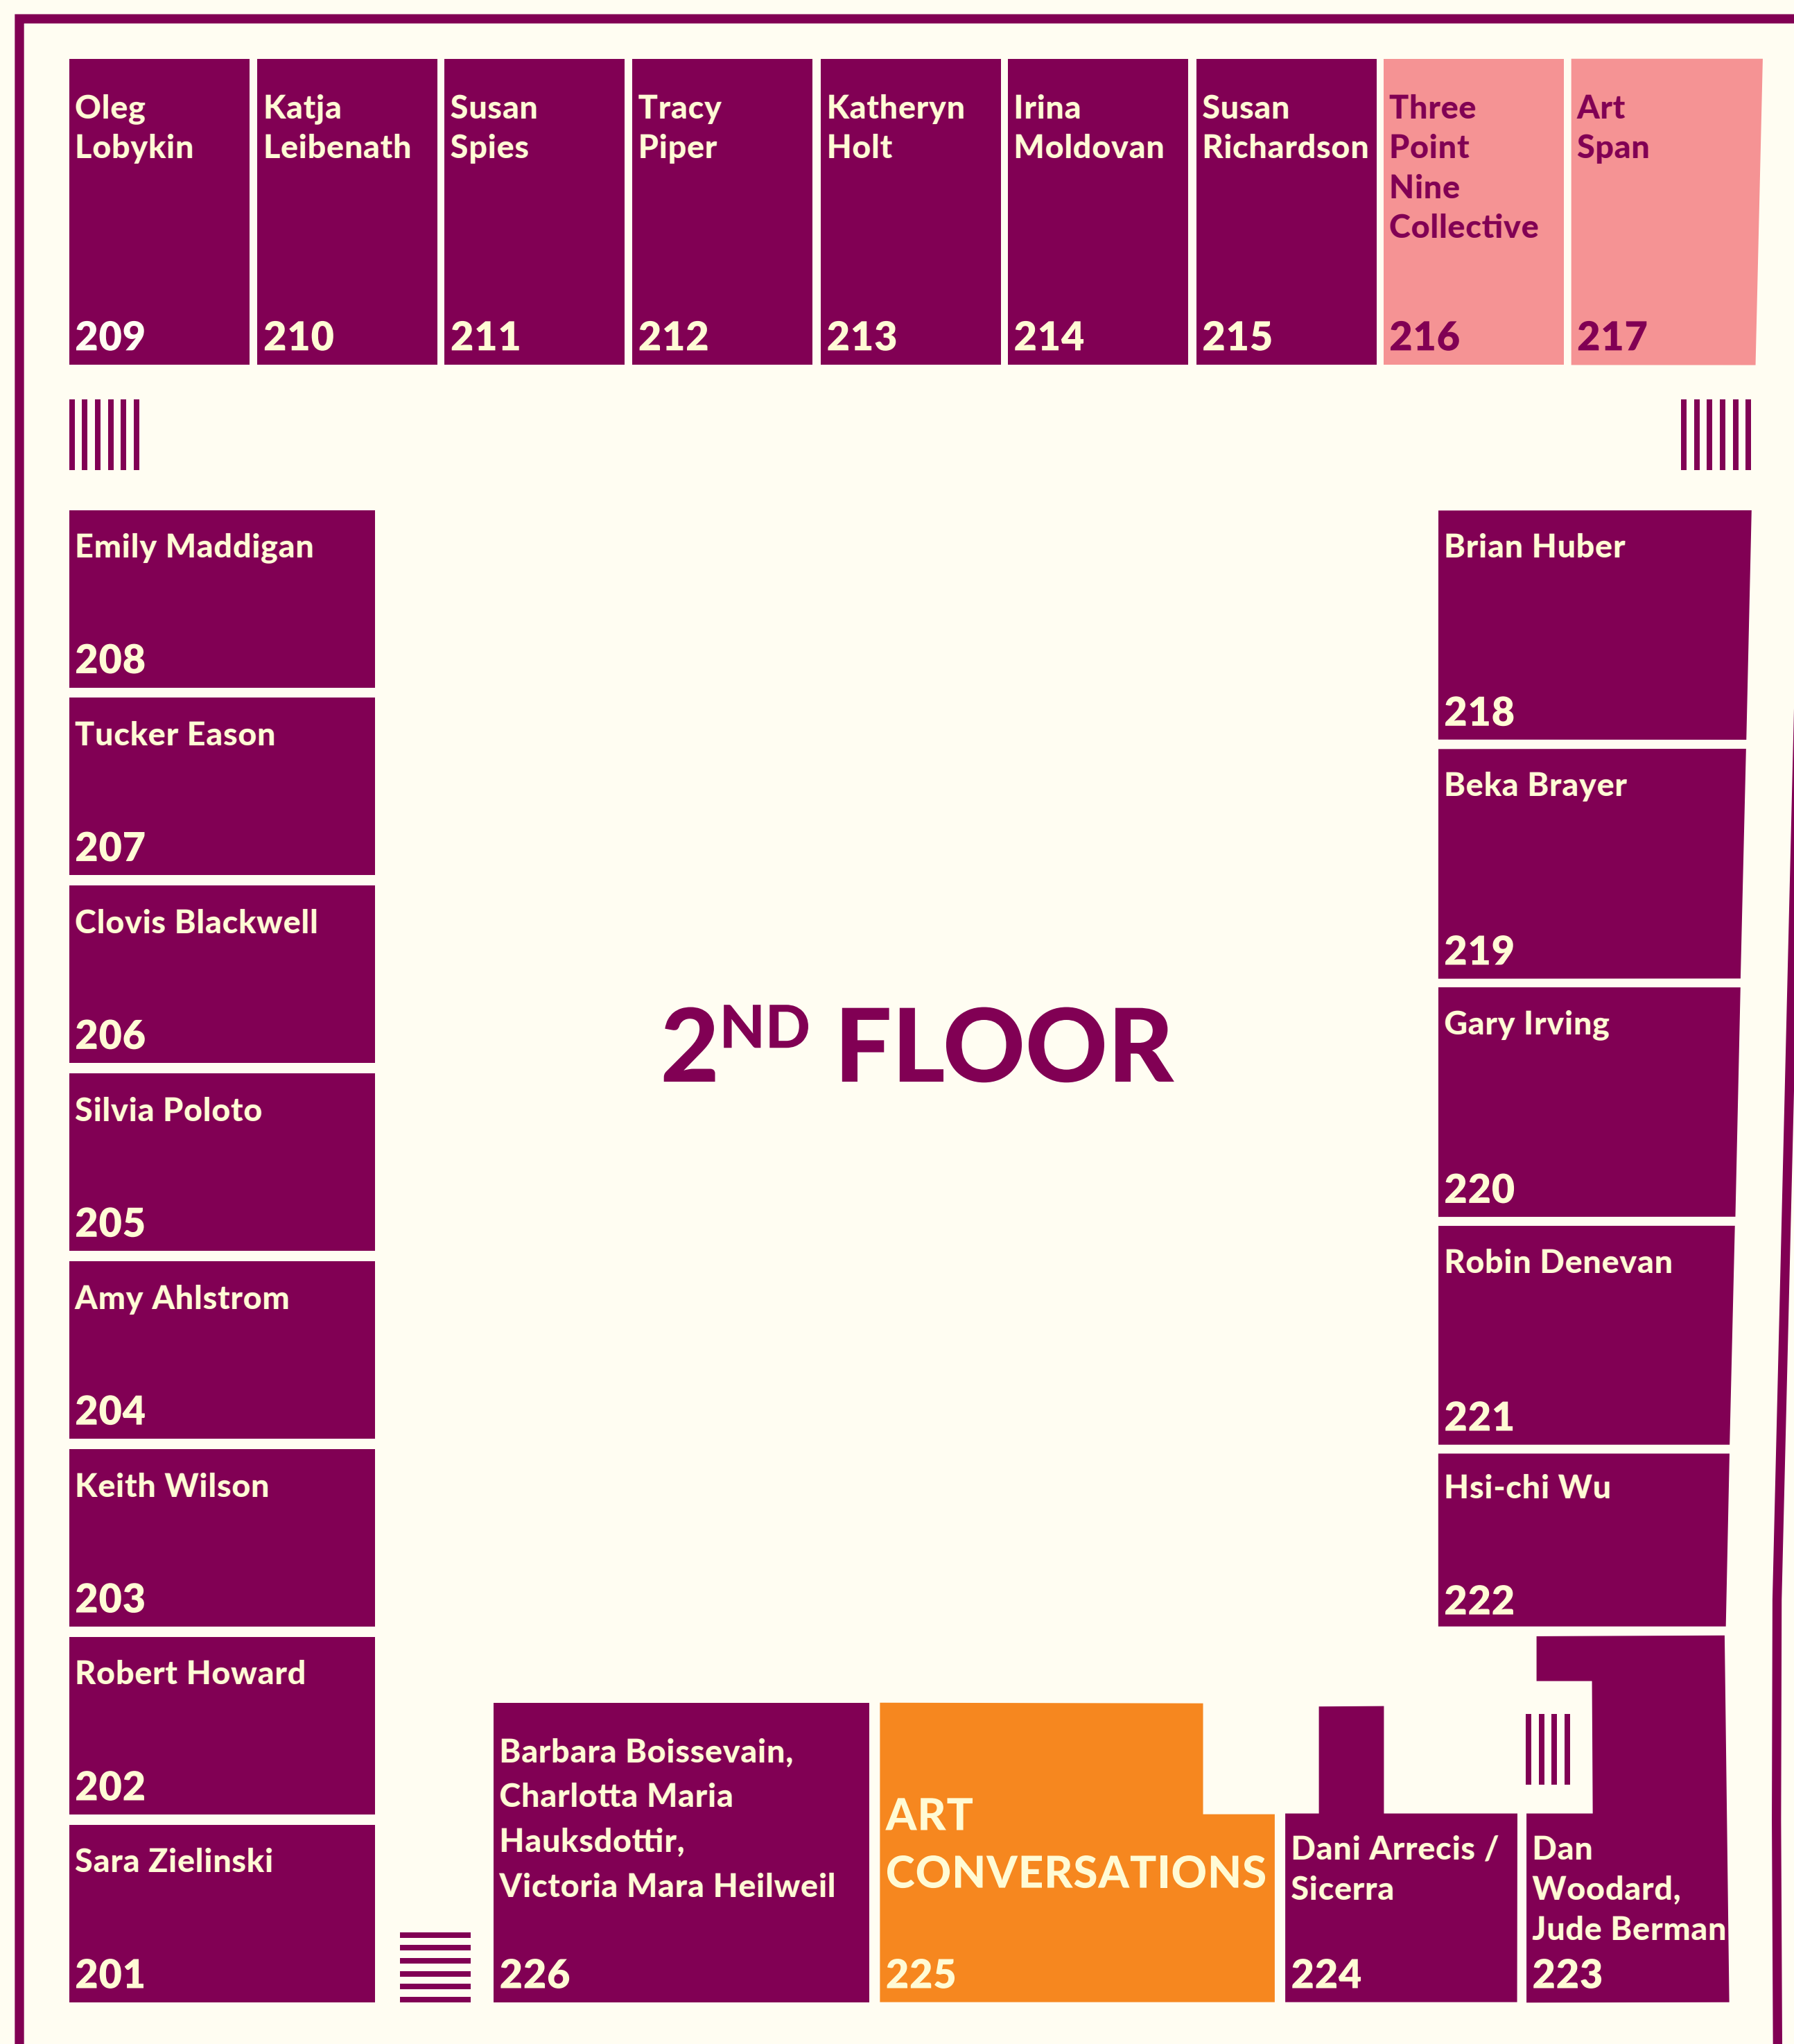 Oleg
Lobykin
209
Katja
Leibenath
210
Susan
Spies
211
Tracy
Piper
212
Katheryn
Holt
213
Irina
Moldovan
214
Susan
Richardson
215
Three
Point
Nine
Collective
216
Art
Span
217
Emily Maddigan
208
Tucker Eason
207
Clovis Blackwell
206
Silvia Poloto
205
Amy Ahlstrom
204
Keith Wilson
203
Robert Howard
202
Sara Zielinski
201
2ND FLOOR
Brian Huber
218
Beka Brayer
219
Gary Irving
220
Robin Denevan
221
Hsi-chi Wu
222
Barbara Boissevain,
Charlotta Maria
Hauksdottir,
Victoria Mara Heilweil
226
ART
CONVERSATIONS
225
Dani Arrecis /
Sicerra
224
Dan
Woodard,
Jude Berman
223